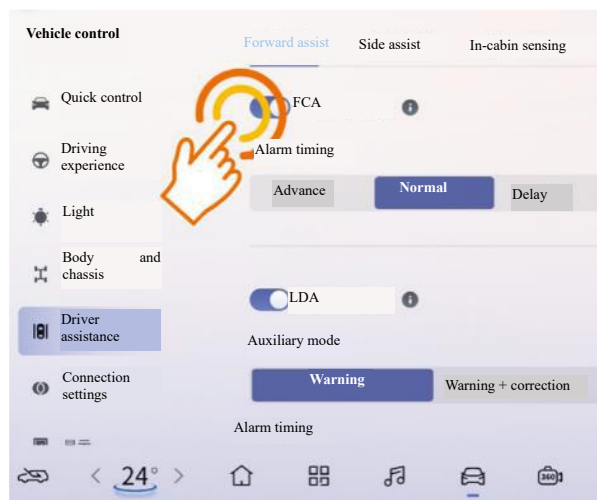 Vehicle control
Forward assist
Side assist
In-cabin sensing
Quick control
FCA
Driving
experience
Alarm timing
Advance
Normal
Delay
Light
Body and
chassis
LDA
Driver
assistance
Auxiliary mode
Connection
settings
Warning
Warning + correction
Alarm timing
24°
360